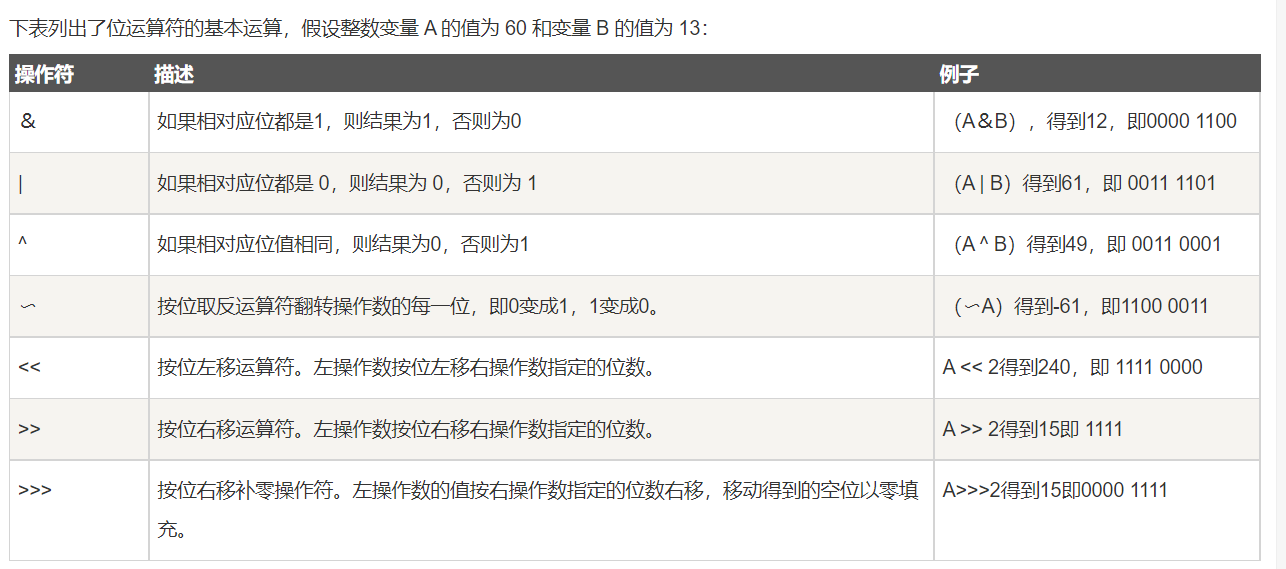 下表列出了位运算符的基本运算，假设整数变量 A 的值为 60 和变量 B 的值为 13：
操作符 描述 例子
＆ 如果相对应位都是1，则结果为1，否则为0 （A＆B），得到12，即0000 1100
| 如果相对应位都是 0，则结果为 0，否则为 1 （A | B）得到61，即 0011 1101
^ 如果相对应位值相同，则结果为0，否则为1 （A ^ B）得到49，即 0011 0001
〜 按位取反运算符翻转操作数的每一位，即0变成1，1变成0。 （〜A）得到-61，即1100 0011
<< 按位左移运算符。左操作数按位左移右操作数指定的位数。 A << 2得到240，即 1111 0000
>> 按位右移运算符。左操作数按位右移右操作数指定的位数。 A >> 2得到15即 1111
>>> 按位右移补零操作符。左操作数的值按右操作数指定的位数右移，移动得到的空位以零填 A>>>2得到15即0000 1111
充。